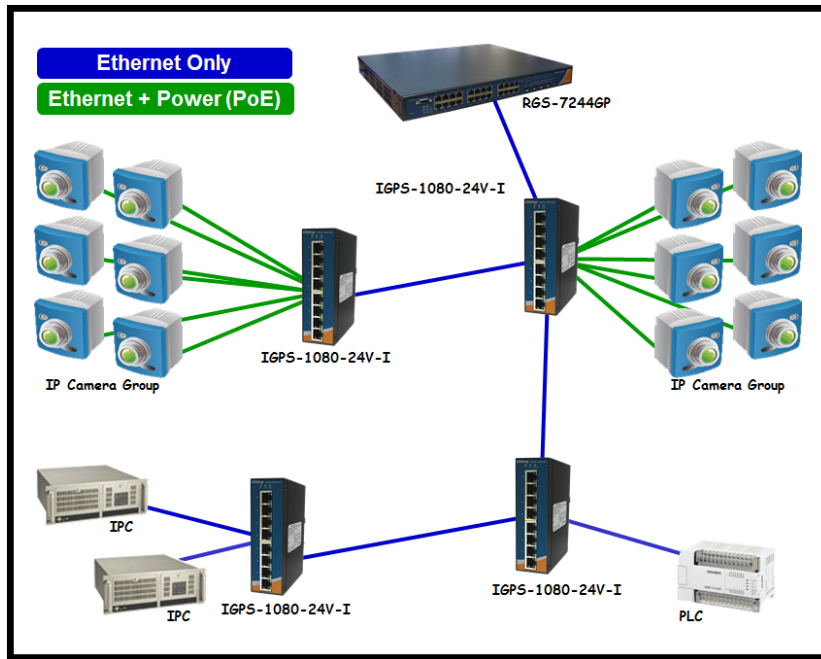 Ethernet Only
Ethernet + Power (PoE)
RGS-7244GP
IGPS-1080-24V-I
IGPS-1080-24V-I
IP Camera Group
IP Camera Group
IPC
IPC
IGPS-1080-24V-I
IGPS-1080-24V-I
PLC